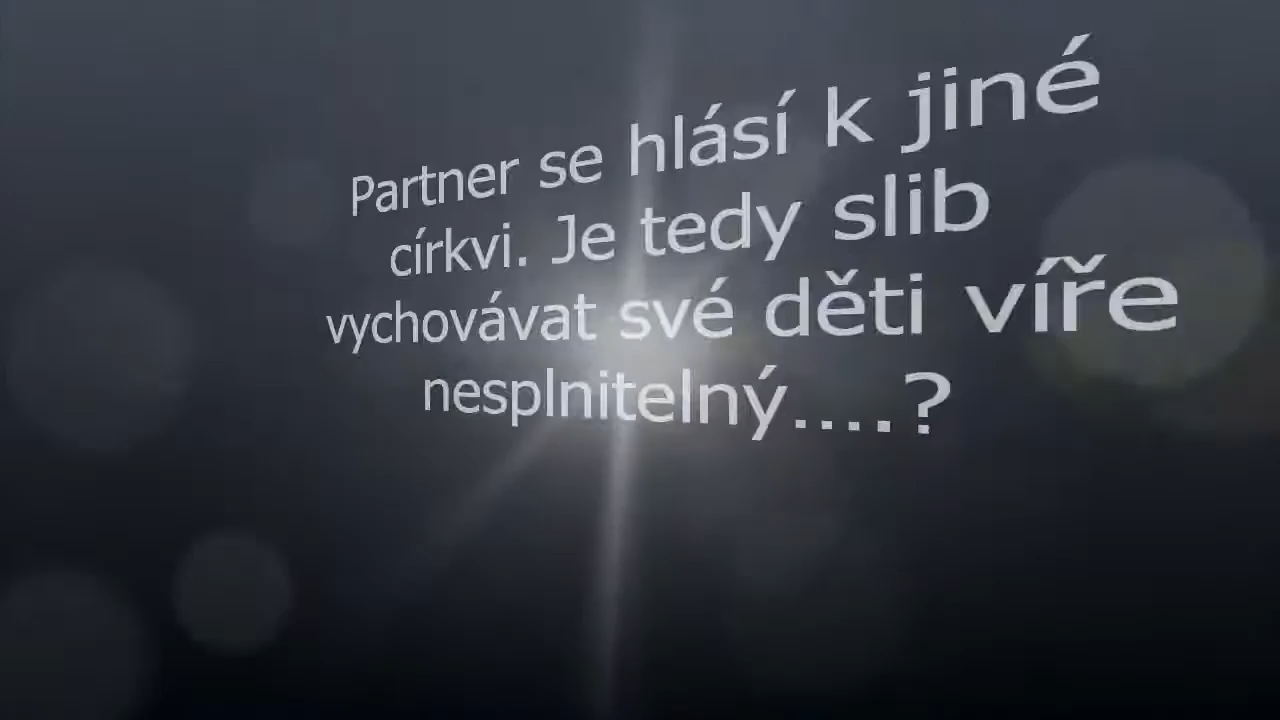 Partner se hlásí k jiné
církvi. Je tedy slib
vychovávat své děti víře
nesplnitelný....?